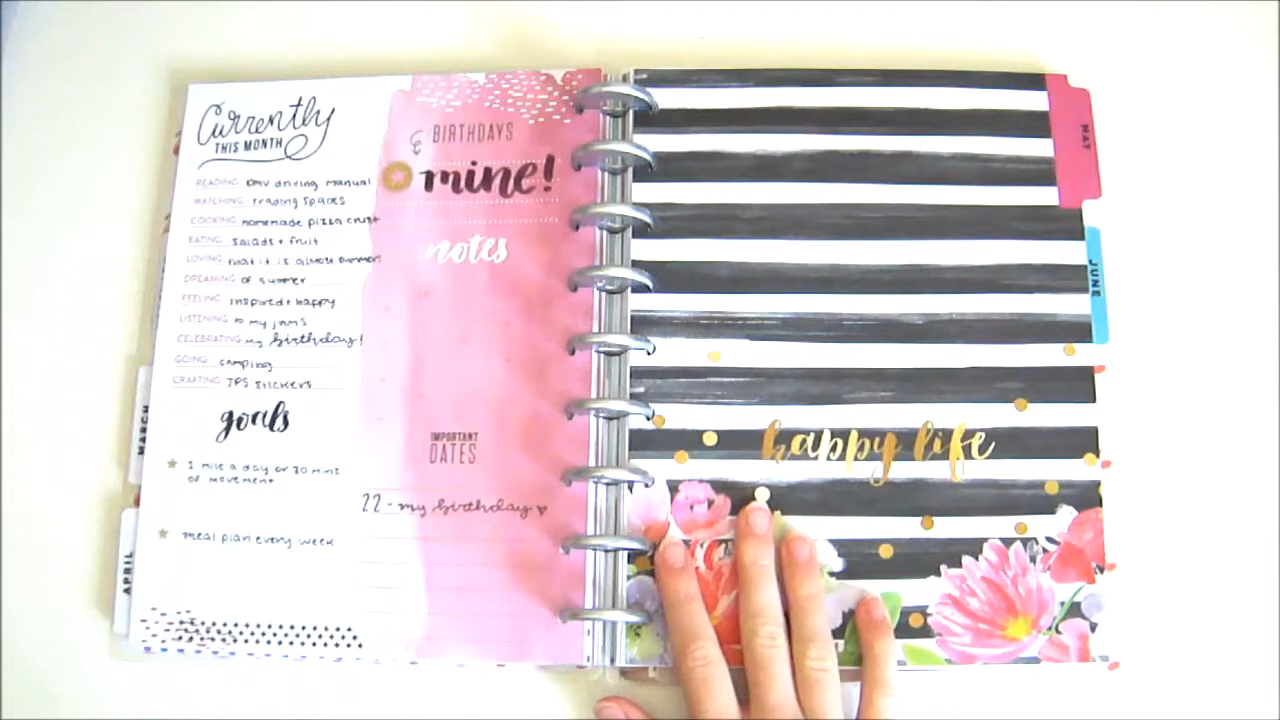 Currently
THIS MONTH
READING DMV driving manual
WATCHING trading spaces
COOKING homemade pizza crust
EATING salads + fruit
LOVING that it is almost summer!
DREAMING of summer
FEELING inspired + happy
LISTENING to my jams
CELEBRATING my birthday!
GOING camping
CRAFTING TPS stickers
goals
1 mile a day or 30 mins
of movement
meal plan every week
BIRTHDAYS
mine!
notes
IMPORTANT
DATES
22 - my birthday
happy life
MARCH
APRIL
MAY
JUNE